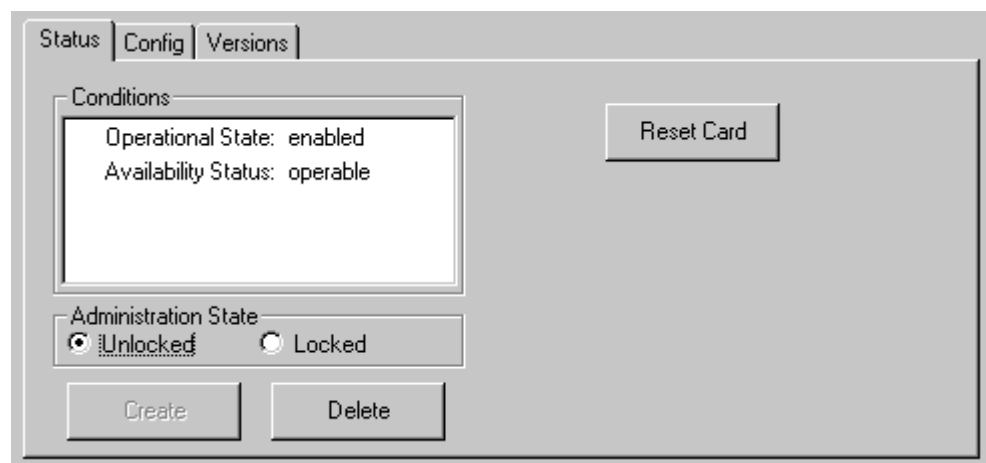 Status Config Versions
Conditions
Operational State: enabled
Availability Status: operable
Reset Card
Administration State
Unlocked Locked
Create Delete